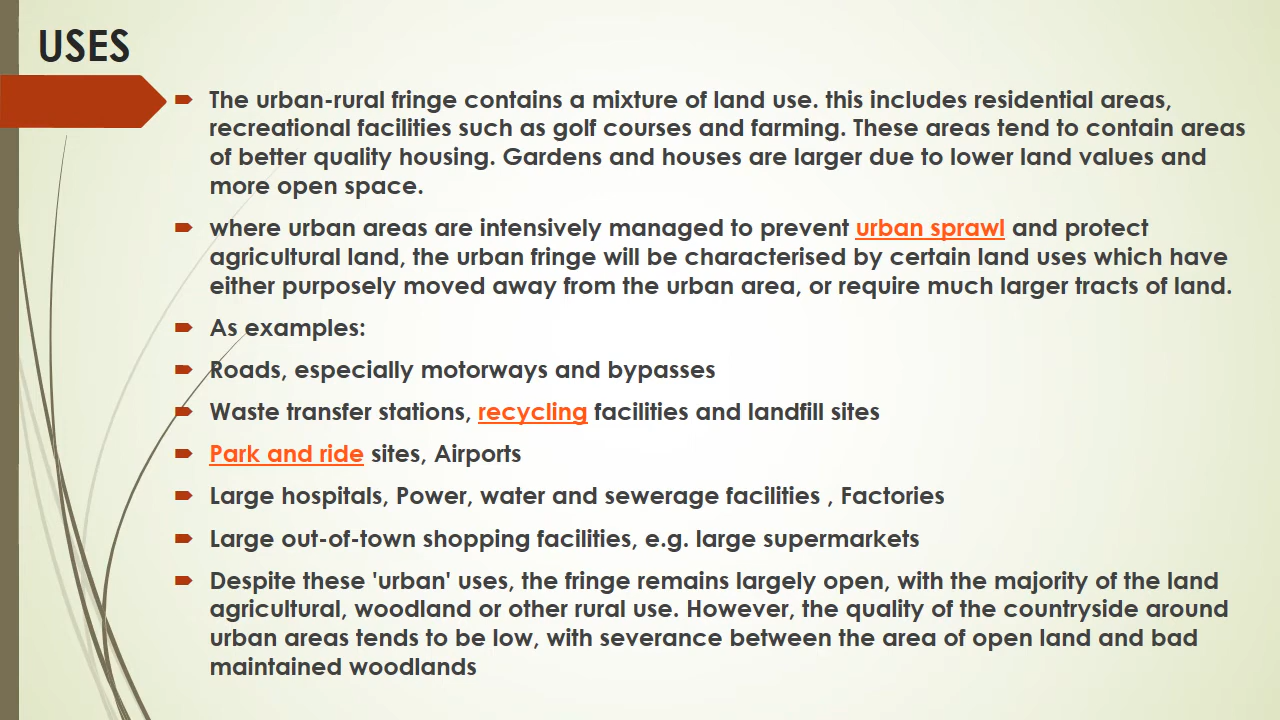 USES
The urban-rural fringe contains a mixture of land use. this includes residential areas,
recreational facilities such as golf courses and farming. These areas tend to contain areas
of better quality housing. Gardens and houses are larger due to lower land values and
more open space.
where urban areas are intensively managed to prevent urban sprawl and protect
agricultural land, the urban fringe will be characterised by certain land uses which have
either purposely moved away from the urban area, or require much larger tracts of land.
As examples:
Roads, especially motorways and bypasses
Waste transfer stations, recycling facilities and landfill sites
Park and ride sites, Airports
Large hospitals, Power, water and sewerage facilities , Factories
Large out-of-town shopping facilities, e.g. large supermarkets
Despite these 'urban' uses, the fringe remains largely open, with the majority of the land
agricultural, woodland or other rural use. However, the quality of the countryside around
urban areas tends to be low, with severance between the area of open land and bad
maintained woodlands